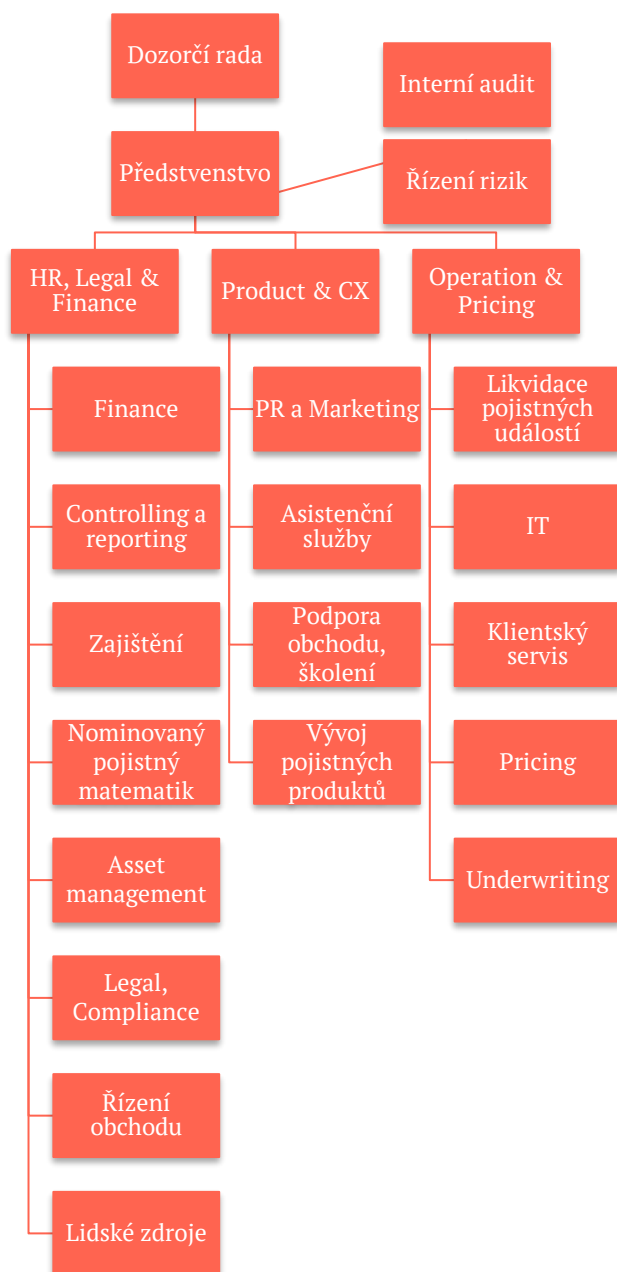 Dozorčí rada
Interní audit
Předstvenstvo
Řízení rizik
HR, Legal &
Finance
Product & CX
Operation &
Pricing
Finance
PR a Marketing
Likvidace
pojistných
událostí
Controlling a
reporting
Asistenční
služby
IT
Zajištění
Podpora
obchodu,
školení
Klientský
servis
Nominovaný
pojistný
matematik
Vývoj
pojistných
produktů
Pricing
Asset
management
Underwriting
Legal,
Compliance
Řízení
obchodu
Lidské zdroje